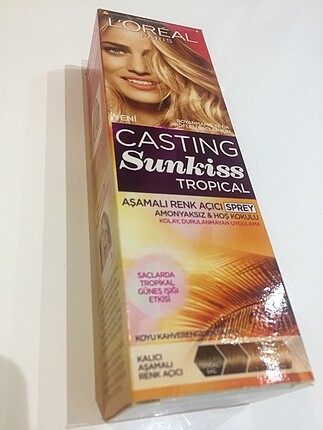 L'ORÉAL
PARIS
YENİ
CASTING
Sunkiss
TROPICAL
AŞAMALI RENK AÇICI SPREY
AMONYAKSIZ & HOŞ KOKULU
KOLAY, DURULANMAYAN UYGULAMA
SAÇLARDA
TROPİKAL
GÜNEŞ IŞIĞI
ETKİSİ
KOYU KAHVERENGİ
KALICI
AŞAMALI
RENK AÇICI